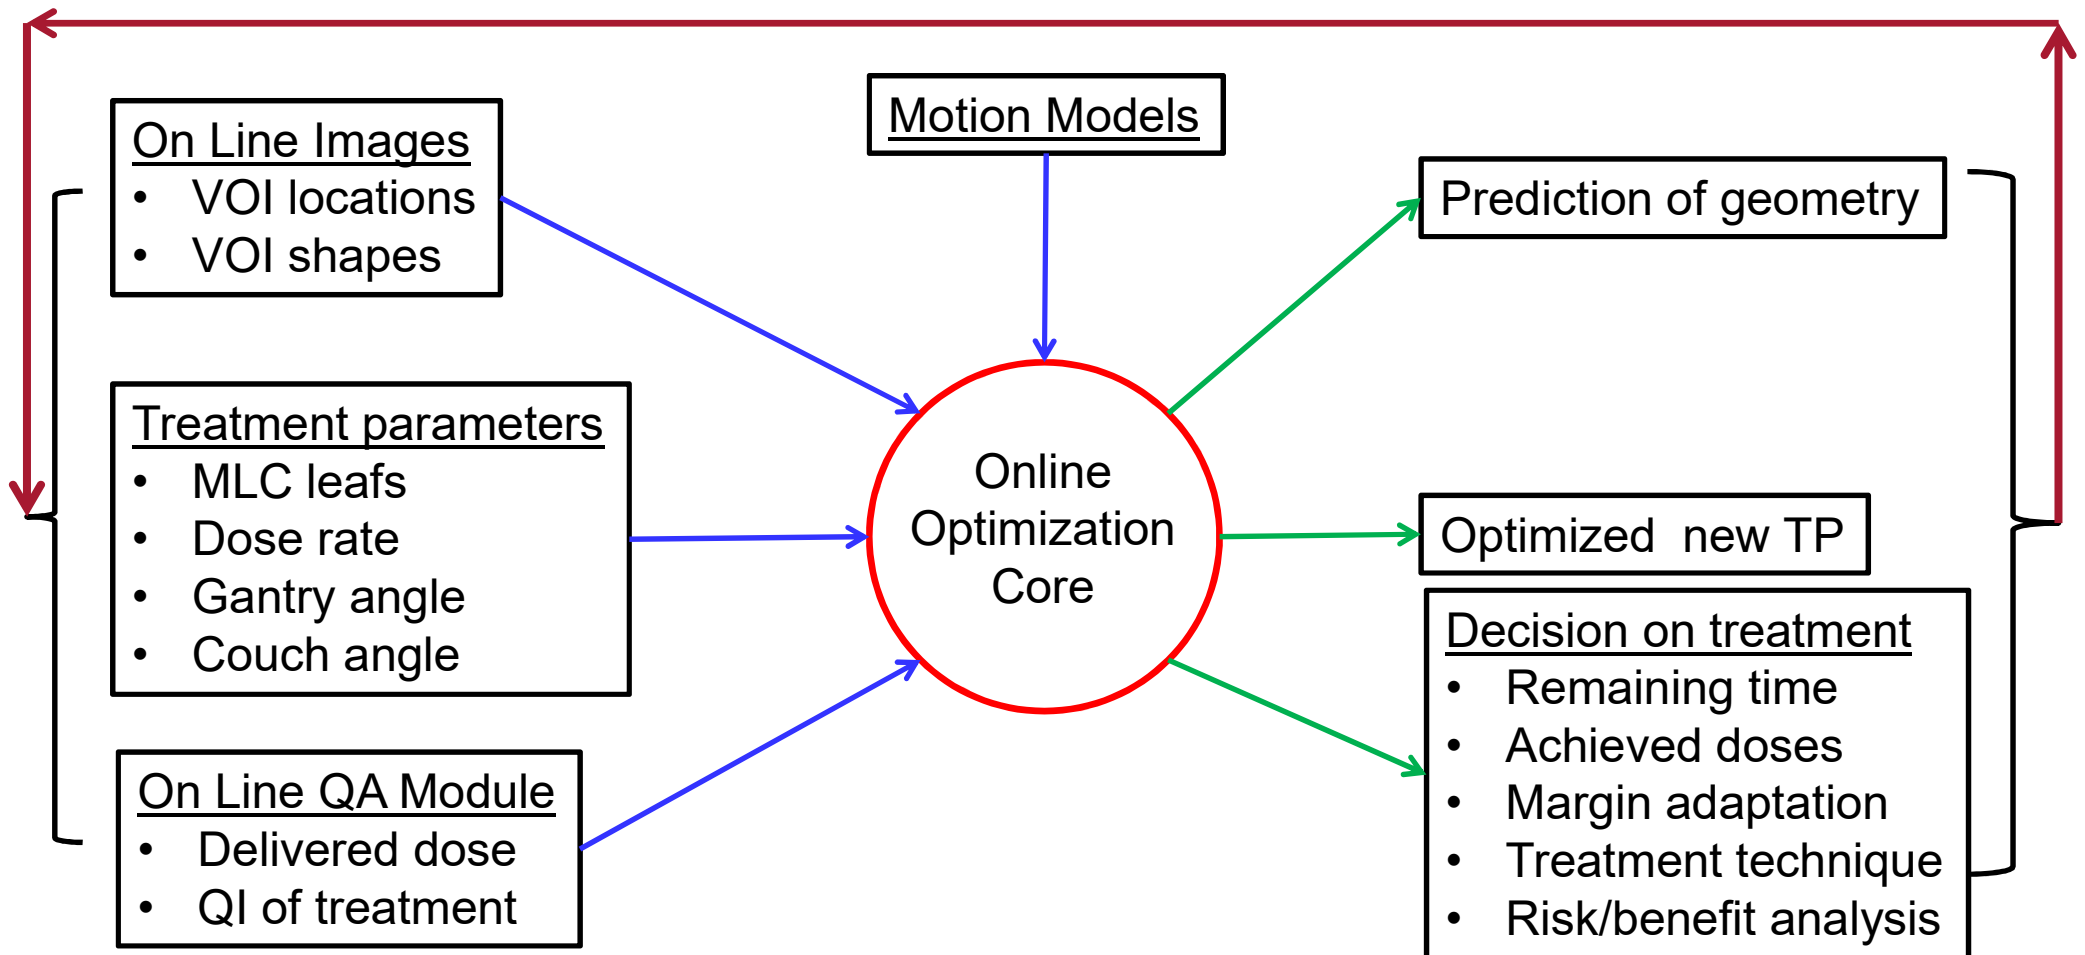 On Line Images
• VOI locations
• VOI shapes
Treatment parameters
• MLC leafs
• Dose rate
• Gantry angle
• Couch angle
On Line QA Module
• Delivered dose
• QI of treatment
Motion Models
Online
Optimization
Core
Prediction of geometry
Optimized  new TP
Decision on treatment
• Remaining time
• Achieved doses
• Margin adaptation
• Treatment technique
• Risk/benefit analysis